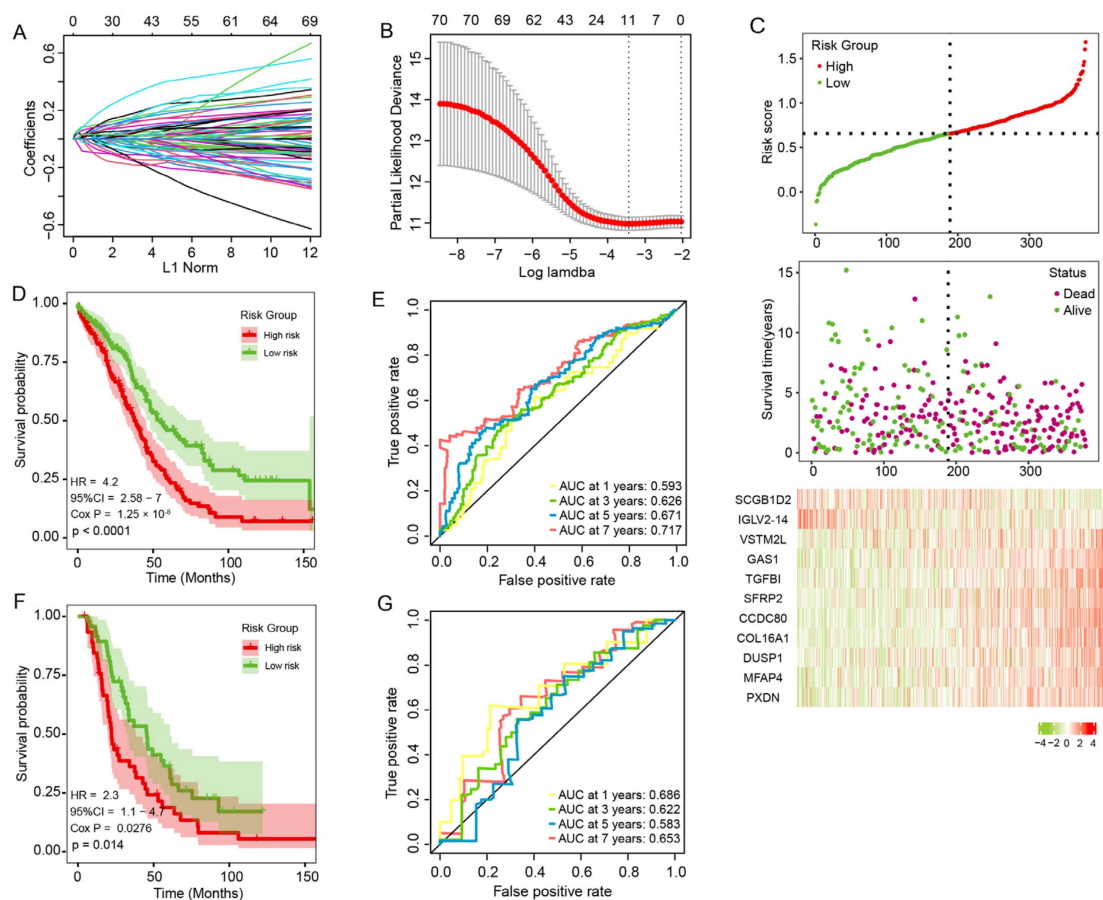 A
0 30 43 55 61 64 69
Coefficients
0.6
0.2
−0.2
−0.6
0 2 4 6 8 10 12
L1 Norm
B
70 70 69 62 43 24 11 7 0
Partial Likelihood Deviance
15
14
13
12
11
−8 −7 −6 −5 −4 −3 −2
Log lamdba
C
Risk Group
High
Low
Risk score
1.5
1.0
0.5
0.0
0 100 200 300
Status
Dead
Alive
Survival time(years)
15
10
5
0
0 100 200 300
SCGB1D2
IGLV2-14
VSTM2L
GAS1
TGFBI
SFRP2
CCDC80
COL16A1
DUSP1
MFAP4
PXDN
−4 −2 0 2 4
D
Survival probability
1.00
0.75
0.50
0.25
0.00
Risk Group
High risk
Low risk
HR = 4.2
95%CI = 2.58 − 7
Cox P = 1.25 × 10⁻⁸
p < 0.0001
0 50 100 150
Time (Months)
E
True positive rate
1.0
0.8
0.6
0.4
0.2
0.0
AUC at 1 years: 0.593
AUC at 3 years: 0.626
AUC at 5 years: 0.671
AUC at 7 years: 0.717
0.0 0.2 0.4 0.6 0.8 1.0
False positive rate
F
Survival probability
1.00
0.75
0.50
0.25
0.00
Risk Group
High risk
Low risk
HR = 2.3
95%CI = 1.1 − 4.7
Cox P = 0.0276
p = 0.014
0 50 100 150
Time (Months)
G
True positive rate
1.0
0.8
0.6
0.4
0.2
0.0
AUC at 1 years: 0.686
AUC at 3 years: 0.622
AUC at 5 years: 0.583
AUC at 7 years: 0.653
0.0 0.2 0.4 0.6 0.8 1.0
False positive rate